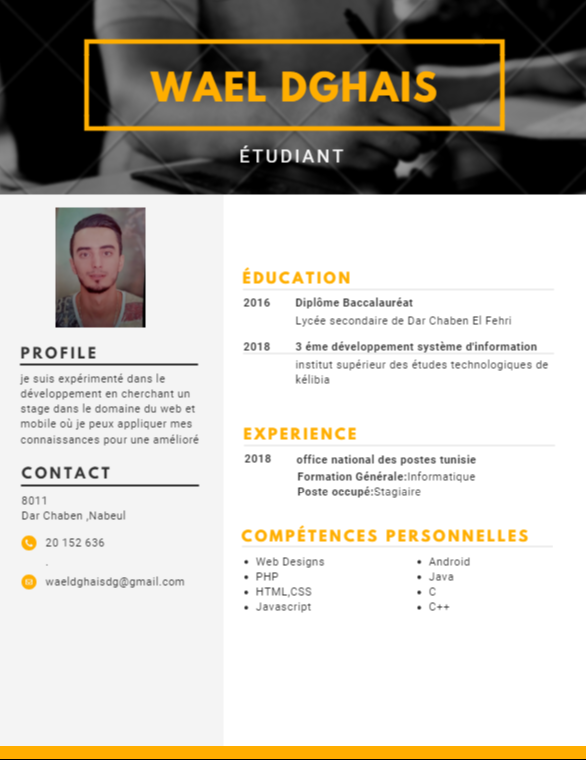 WAEL DGHAIS
ÉTUDIANT
PROFILE
je suis expérimenté dans le
développement en cherchant un
stage dans le domaine du web et
mobile où je peux appliquer mes
connaissances pour une amélioré
CONTACT
8011
Dar Chaben ,Nabeul
20 152 636
.
waeldghaisdg@gmail.com
ÉDUCATION
2016 Diplôme Baccalauréat
Lycée secondaire de Dar Chaben El Fehri
2018 3 éme développement système d'information
institut supérieur des études technologiques de
kélibia
EXPERIENCE
2018 office national des postes tunisie
Formation Générale:Informatique
Poste occupé:Stagiaire
COMPÉTENCES PERSONNELLES
• Web Designs
• PHP
• HTML,CSS
• Javascript
• Android
• Java
• C
• C++